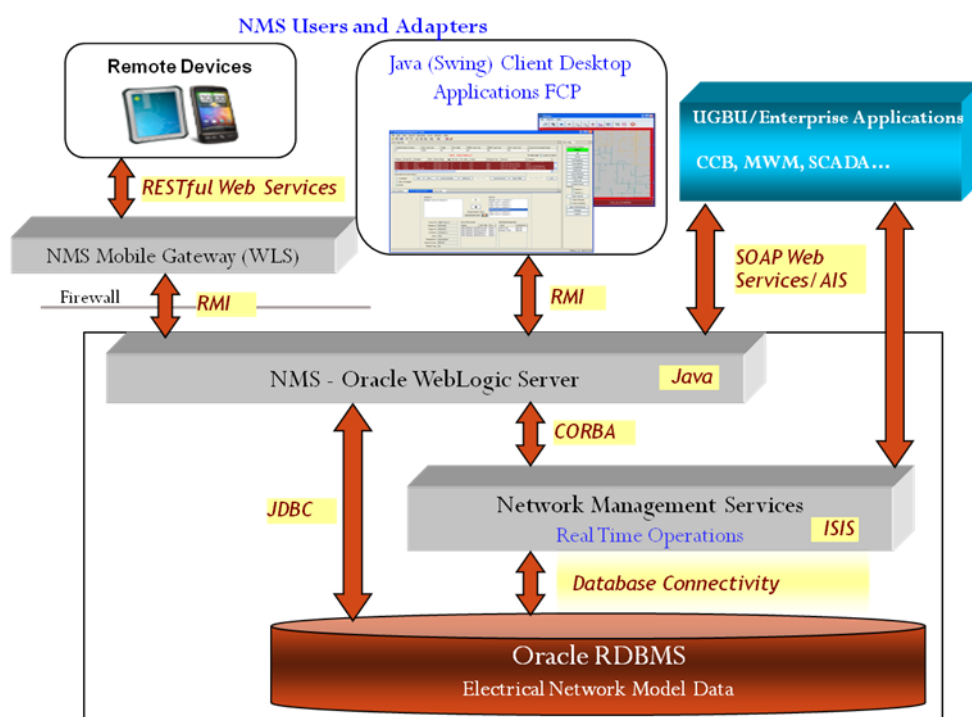 NMS Users and Adapters
Remote Devices
Java (Swing) Client Desktop
Applications FCP
UGBU/Enterprise Applications
CCB, MWM, SCADA...
RESTful Web Services
NMS Mobile Gateway (WLS)
SOAP Web
Services/AIS
Firewall
RMI
RMI
NMS - Oracle WebLogic Server
Java
CORBA
JDBC
Network Management Services
Real Time Operations
ISIS
Database Connectivity
Oracle RDBMS
Electrical Network Model Data